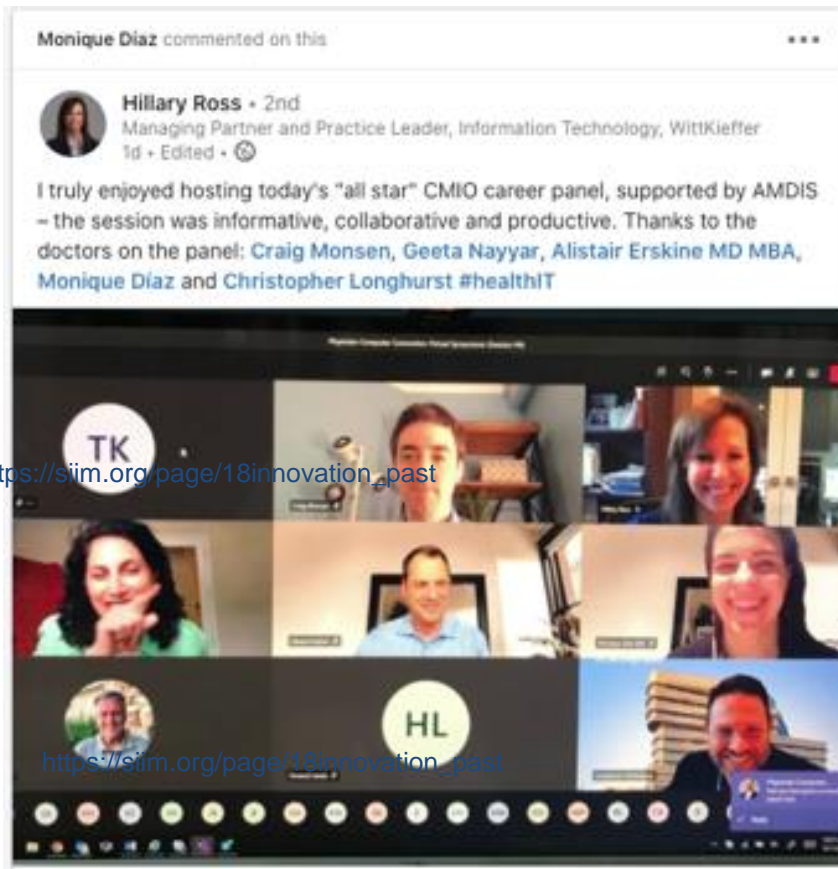 Monique Díaz commented on this
Hillary Ross • 2nd
Managing Partner and Practice Leader, Information Technology, WittKieffer
1d • Edited •
I truly enjoyed hosting today's "all star" CMIO career panel, supported by AMDIS
– the session was informative, collaborative and productive. Thanks to the
doctors on the panel: Craig Monsen, Geeta Nayyar, Alistair Erskine MD MBA,
Monique Díaz and Christopher Longhurst #healthIT
TK
tps://siim.org/page/18innovation_past
HL
https://siim.org/page/18innovation_past